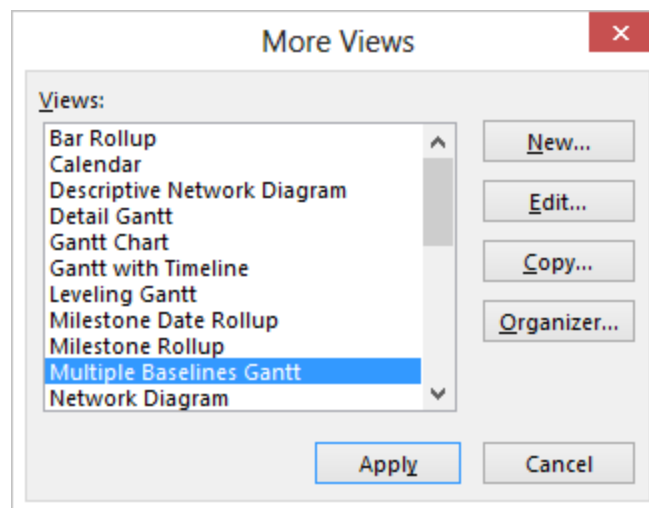 More Views
Views:
Bar Rollup
Calendar
Descriptive Network Diagram
Detail Gantt
Gantt Chart
Gantt with Timeline
Leveling Gantt
Milestone Date Rollup
Milestone Rollup
Multiple Baselines Gantt
Network Diagram
New...
Edit...
Copy...
Organizer...
Apply
Cancel